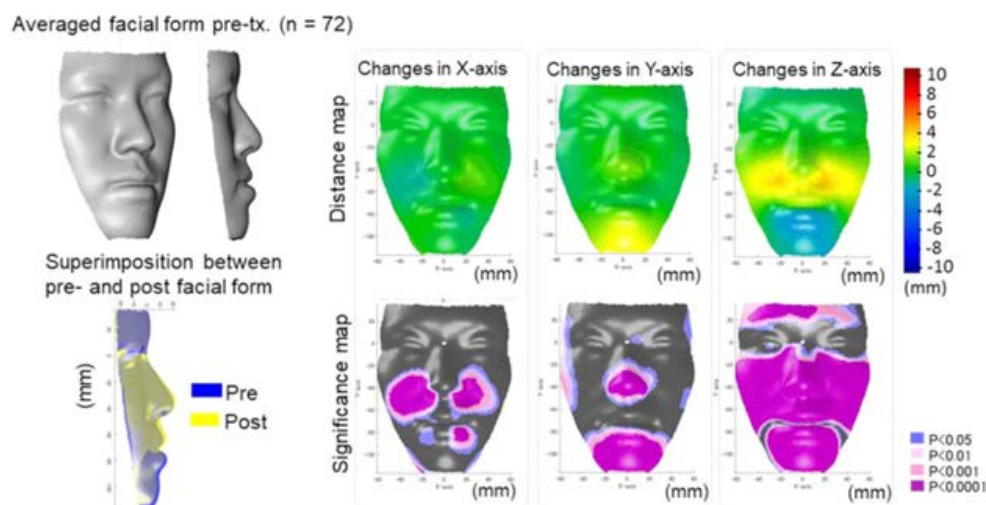 Averaged facial form pre-tx. (n = 72)
Changes in X-axis
Changes in Y-axis
Changes in Z-axis
Distance map
10
8
6
4
2
0
-2
-4
-6
-8
-10
(mm)
(mm)
(mm)
(mm)
Superimposition between
pre- and post facial form
(mm)
Pre
Post
Significance map
P<0.05
P<0.01
P<0.001
P<0.0001
(mm)
(mm)
(mm)